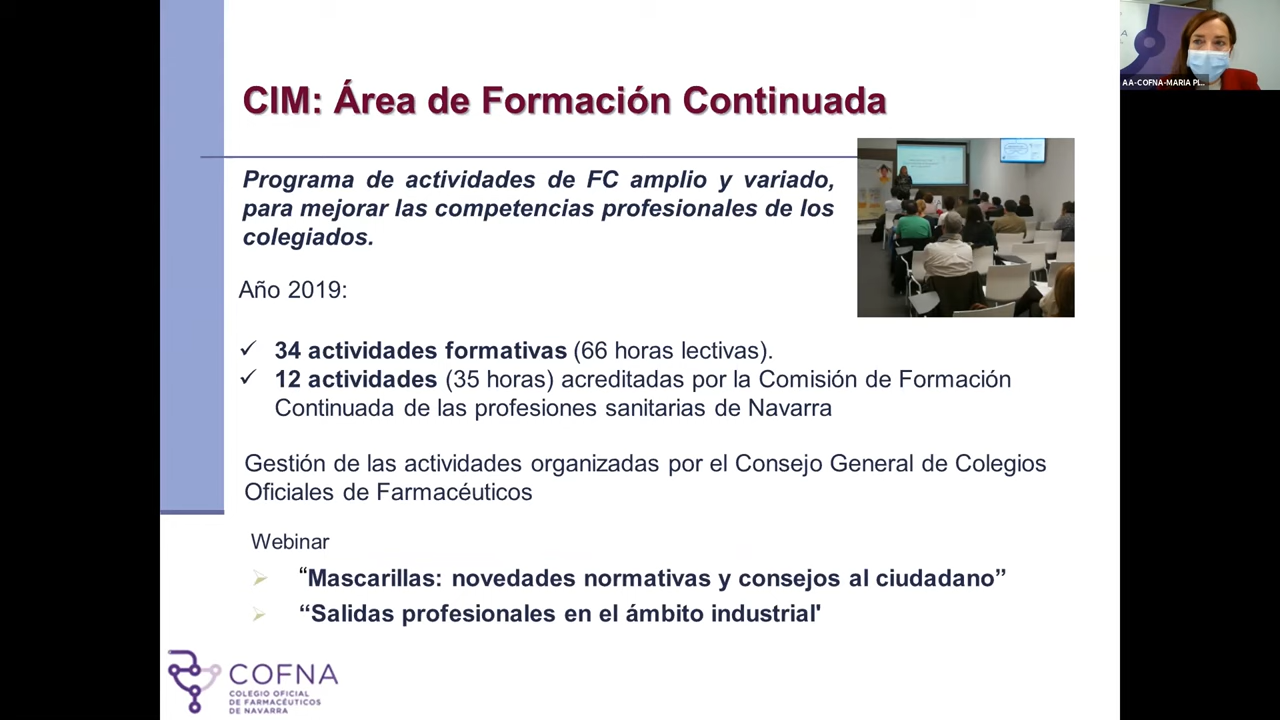 CIM: Área de Formación Continuada
Programa de actividades de FC amplio y variado,
para mejorar las competencias profesionales de los
colegiados.
Año 2019:
✓ 34 actividades formativas (66 horas lectivas).
✓ 12 actividades (35 horas) acreditadas por la Comisión de Formación
Continuada de las profesiones sanitarias de Navarra
Gestión de las actividades organizadas por el Consejo General de Colegios
Oficiales de Farmacéuticos
Webinar
➢ “Mascarillas: novedades normativas y consejos al ciudadano”
➢ “Salidas profesionales en el ámbito industrial'
COFNA
COLEGIO OFICIAL
DE FARMACÉUTICOS
DE NAVARRA
AA-COFNA-MARIA PI...